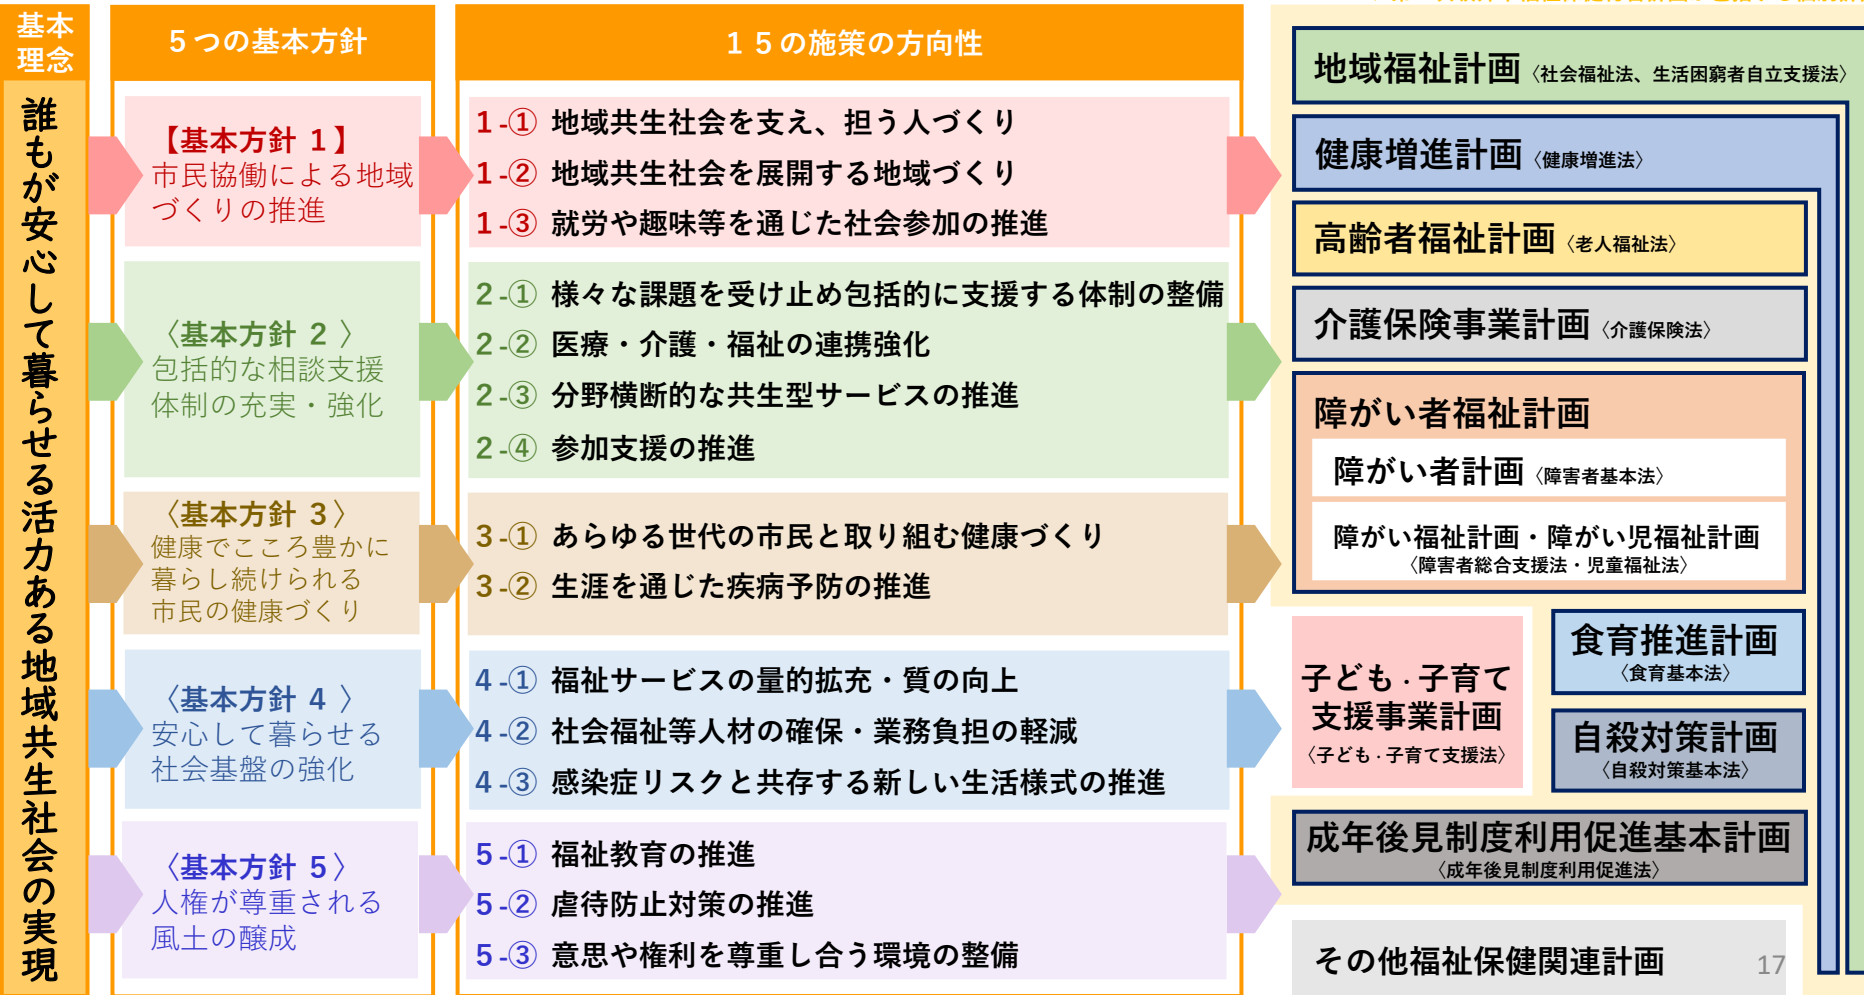 基本
理念
誰もが安心して暮らせる活力ある地域共生社会の実現
5つの基本方針
【基本方針 1】
市民協働による地域
づくりの推進
〈基本方針 2 〉
包括的な相談支援
体制の充実・強化
〈基本方針 3〉
健康でこころ豊かに
暮らし続けられる
市民の健康づくり
〈基本方針 4 〉
安心して暮らせる
社会基盤の強化
〈基本方針 5〉
人権が尊重される
風土の醸成
15の施策の方向性
1-① 地域共生社会を支え、担う人づくり
1-② 地域共生社会を展開する地域づくり
1-③ 就労や趣味等を通じた社会参加の推進
2-① 様々な課題を受け止め包括的に支援する体制の整備
2-② 医療・介護・福祉の連携強化
2-③ 分野横断的な共生型サービスの推進
2-④ 参加支援の推進
3-① あらゆる世代の市民と取り組む健康づくり
3-② 生涯を通じた疾病予防の推進
4-① 福祉サービスの量的拡充・質の向上
4-② 社会福祉等人材の確保・業務負担の軽減
4-③ 感染症リスクと共存する新しい生活様式の推進
5-① 福祉教育の推進
5-② 虐待防止対策の推進
5-③ 意思や権利を尊重し合う環境の整備
地域福祉計画〈社会福祉法、生活困窮者自立支援法〉
健康増進計画〈健康増進法〉
高齢者福祉計画〈老人福祉法〉
介護保険事業計画〈介護保険法〉
障がい者福祉計画
障がい者計画〈障害者基本法〉
障がい福祉計画・障がい児福祉計画
〈障害者総合支援法・児童福祉法〉
子ども・子育て
支援事業計画
〈子ども・子育て支援法〉
食育推進計画
〈食育基本法〉
自殺対策計画
〈自殺対策基本法〉
成年後見制度利用促進基本計画
〈成年後見制度利用促進法〉
その他福祉保健関連計画
17